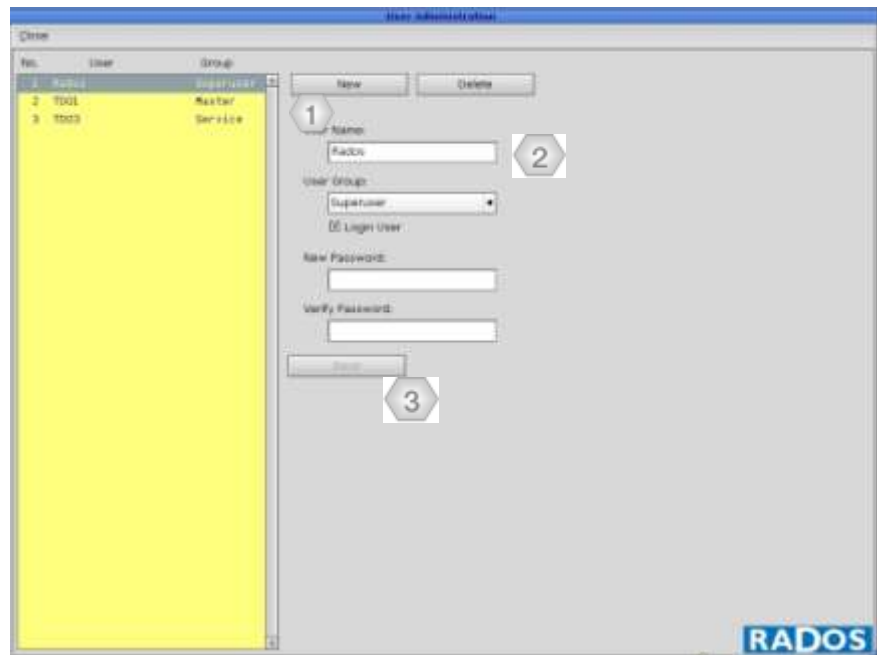 User Administration
Close
No. User Group
1 Rados Superuser
2 TD01 Master
3 TD03 Service
New Delete
1
Name:
Rados
2
User Group:
Superuser
Login User
New Password:
Verify Password:
Save
3
RADOS